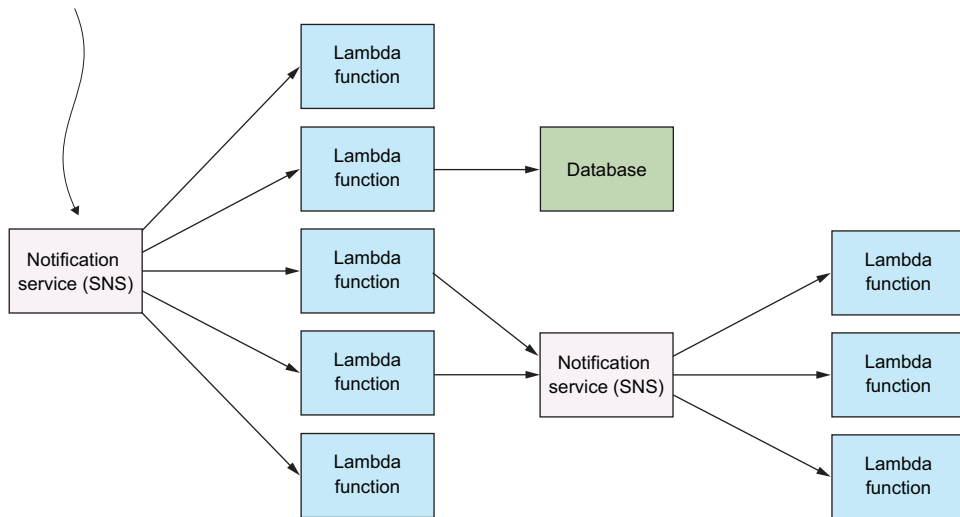 Lambda
function
Lambda
function
Database
Notification
service (SNS)
Lambda
function
Lambda
function
Lambda
function
Notification
service (SNS)
Lambda
function
Lambda
function
Lambda
function